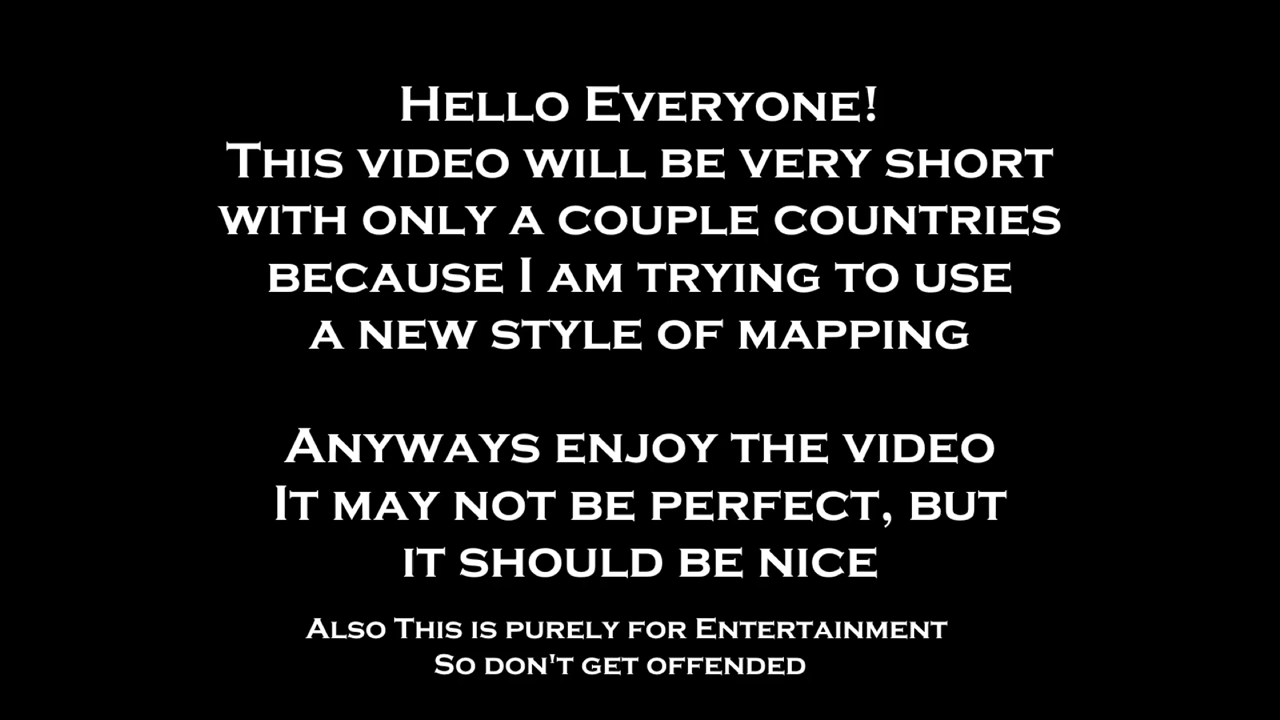 Hello Everyone!
This video will be very short
with only a couple countries
because I am trying to use
a new style of mapping
Anyways enjoy the video
It may not be perfect, but
it should be nice
Also This is purely for Entertainment
So don't get offended